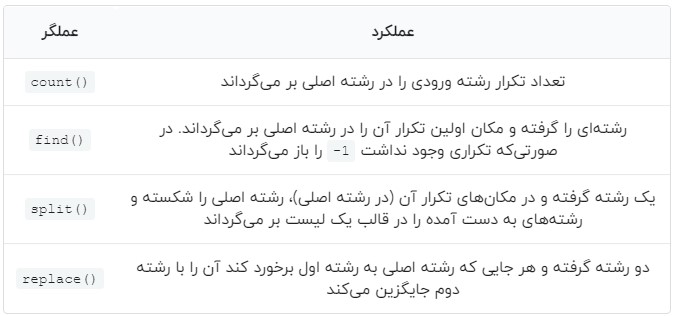 عملگر عملکرد
count() تعداد تکرار رشته ورودی را در رشته اصلی بر می‌گرداند
رشته‌ای را گرفته و مکان اولین تکرار آن را در رشته اصلی بر می‌گرداند. در
find()
صورتی‌که تکراری وجود نداشت -1 را باز می‌گرداند
یک رشته گرفته و در مکان‌های تکرار آن (در رشته اصلی)، رشته اصلی را شکسته و
split()
رشته‌های به دست آمده را در قالب یک لیست بر می‌گرداند
دو رشته گرفته و هر جایی که رشته اصلی به رشته اول برخورد کند آن را با رشته
replace()
دوم جایگزین می‌کند